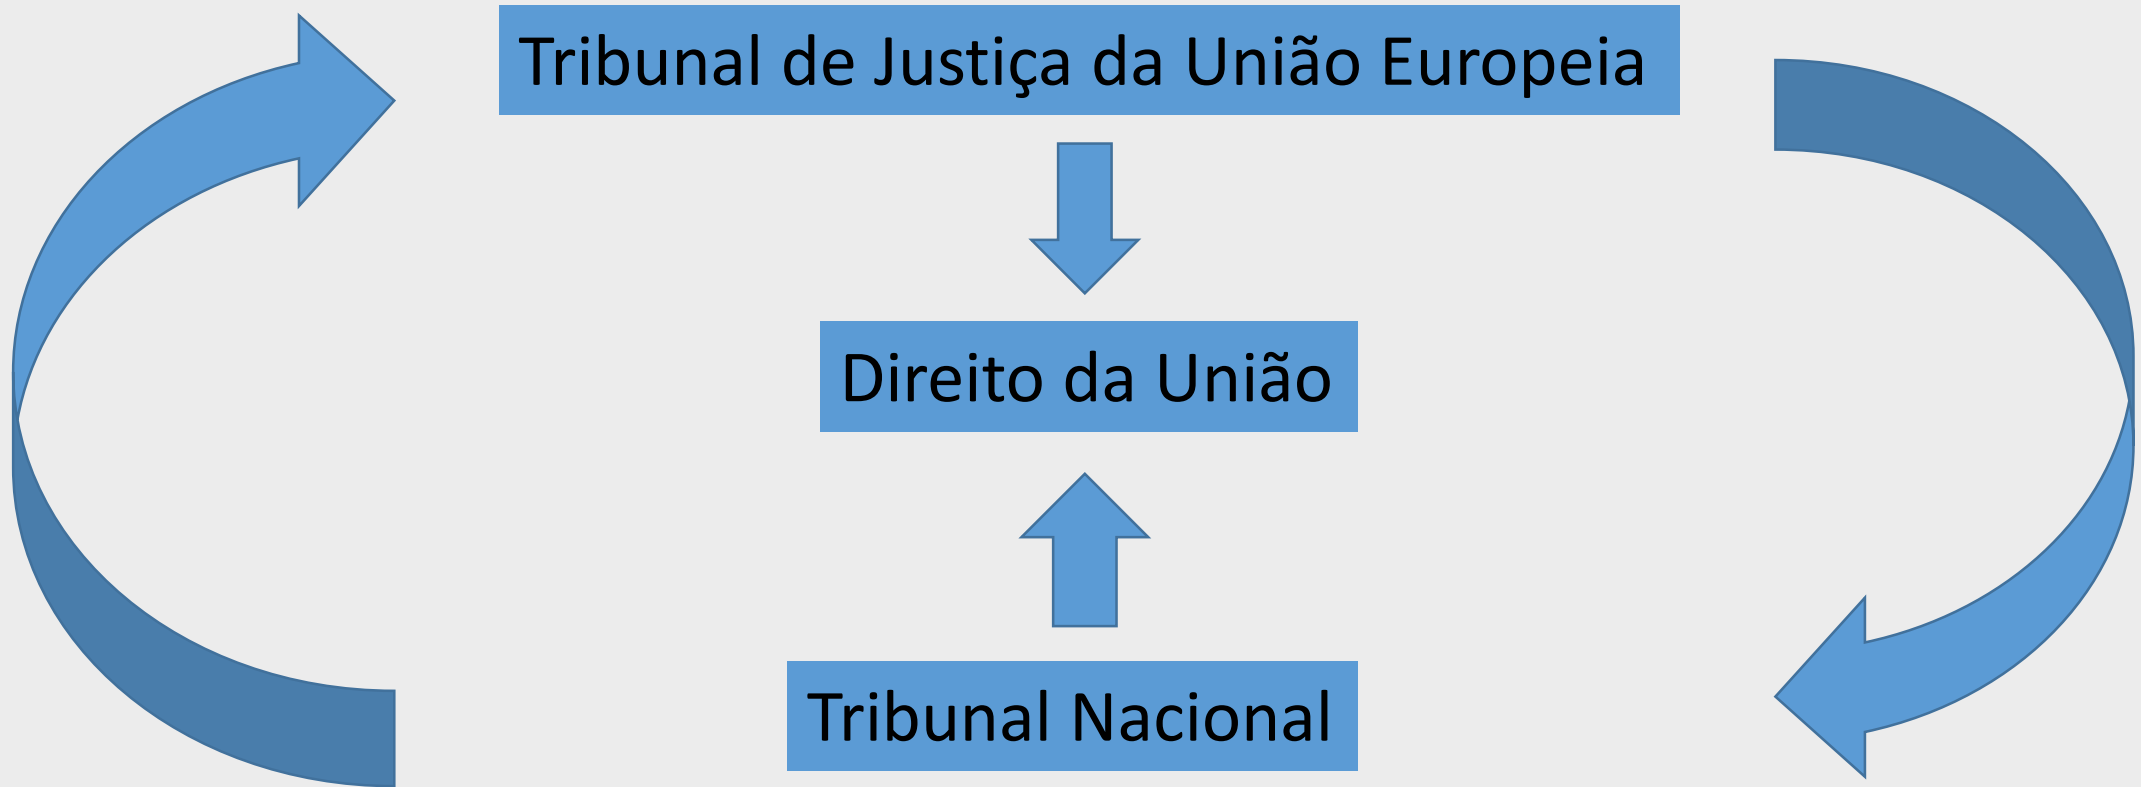 Tribunal de Justiça da União Europeia
Direito da União
Tribunal Nacional